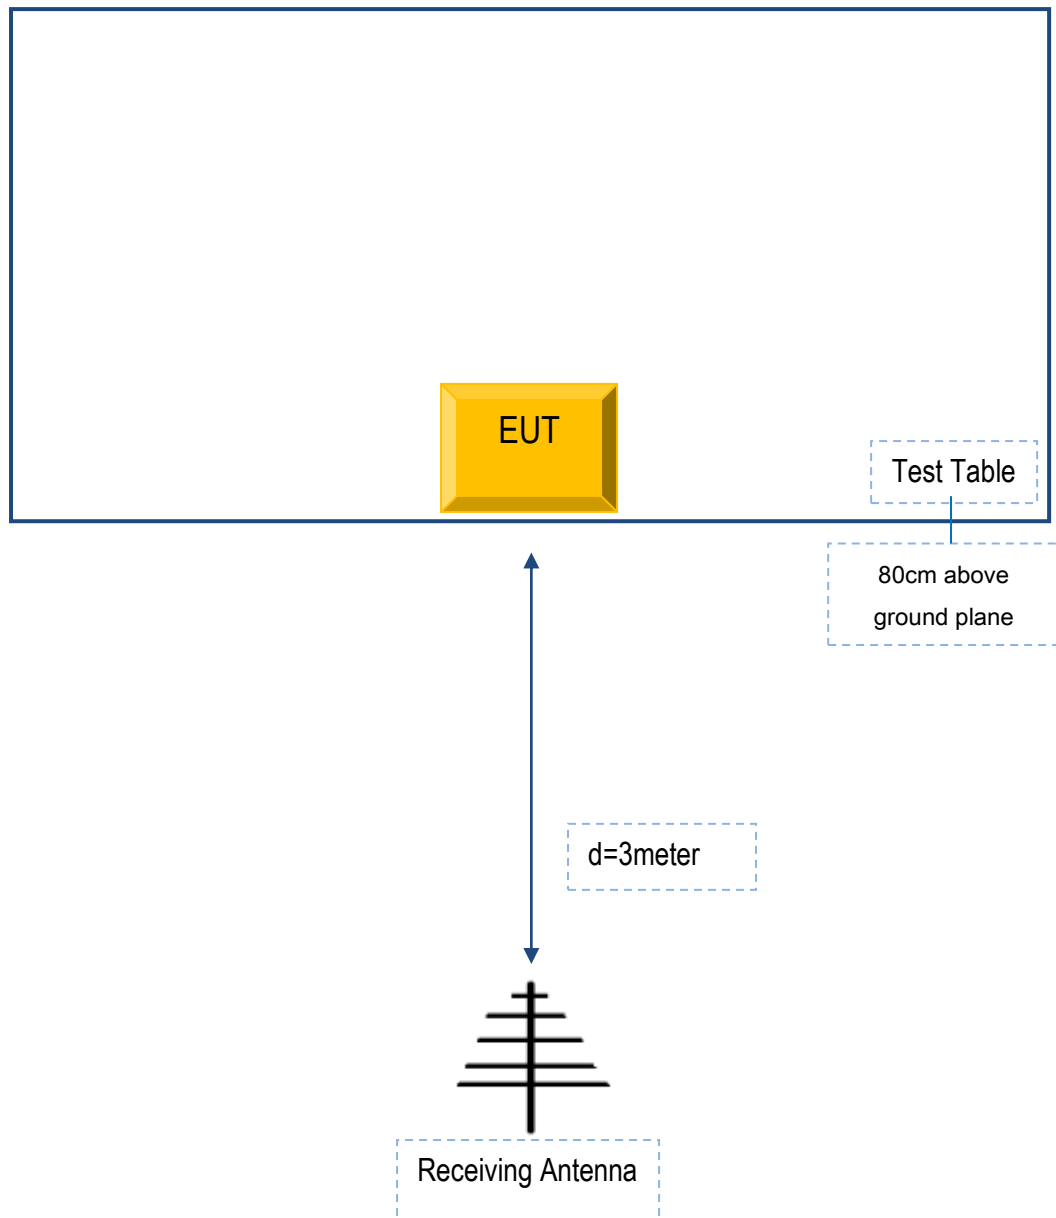 EUT
Test Table
80cm above
ground plane
d=3meter
Receiving Antenna